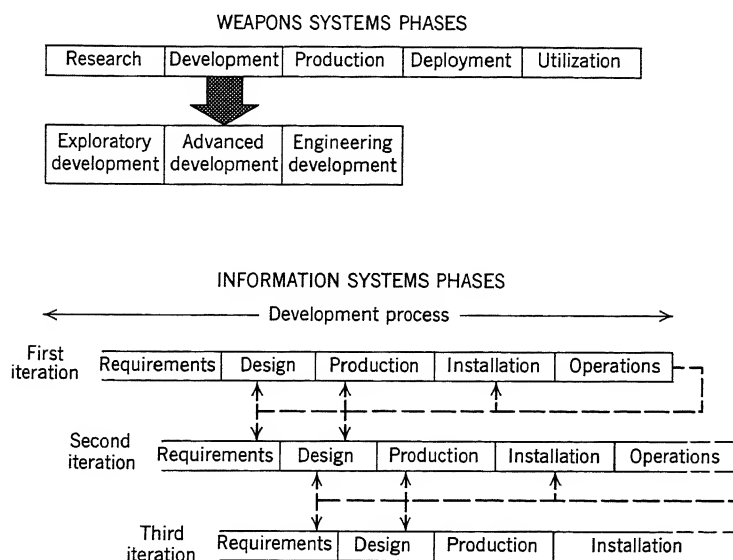 WEAPONS SYSTEMS PHASES
Research Development Production Deployment Utilization
Exploratory development Advanced development Engineering development
INFORMATION SYSTEMS PHASES
Development process
First iteration Requirements Design Production Installation Operations
Second iteration Requirements Design Production Installation Operations
Third iteration Requirements Design Production Installation